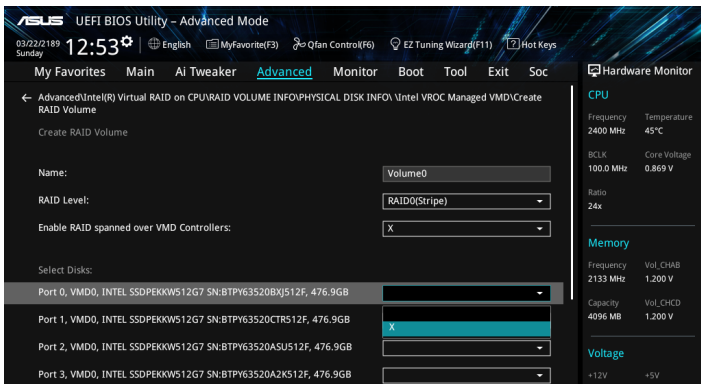 ASUS UEFI BIOS Utility – Advanced Mode
03/22/2189
Sunday
12:53
English
MyFavorite(F3)
Qfan Control(F6)
EZ Tuning Wizard(F11)
? Hot Keys
My Favorites Main Ai Tweaker Advanced Monitor Boot Tool Exit Soc
Advanced\Intel(R) Virtual RAID on CPU\RAID VOLUME INFO\PHYSICAL DISK INFO\ \Intel VROC Managed VMD\Create
RAID Volume
Create RAID Volume
Name: Volume0
RAID Level: RAID0(Stripe)
Enable RAID spanned over VMD Controllers: X
Select Disks:
Port 0, VMD0, INTEL SSDPEKKW512G7 SN:BTPY63520BXJ512F, 476.9GB
Port 1, VMD0, INTEL SSDPEKKW512G7 SN:BTPY63520CTR512F, 476.9GB
X
Port 2, VMD0, INTEL SSDPEKKW512G7 SN:BTPY63520ASU512F, 476.9GB
Port 3, VMD0, INTEL SSDPEKKW512G7 SN:BTPY63520A2K512F, 476.9GB
Hardware Monitor
CPU
Frequency Temperature
2400 MHz 45°C
BCLK Core Voltage
100.0 MHz 0.869 V
Ratio
24x
Memory
Frequency Vol_CHAB
2133 MHz 1.200 V
Capacity Vol_CHCD
4096 MB 1.200 V
Voltage
+12V +5V